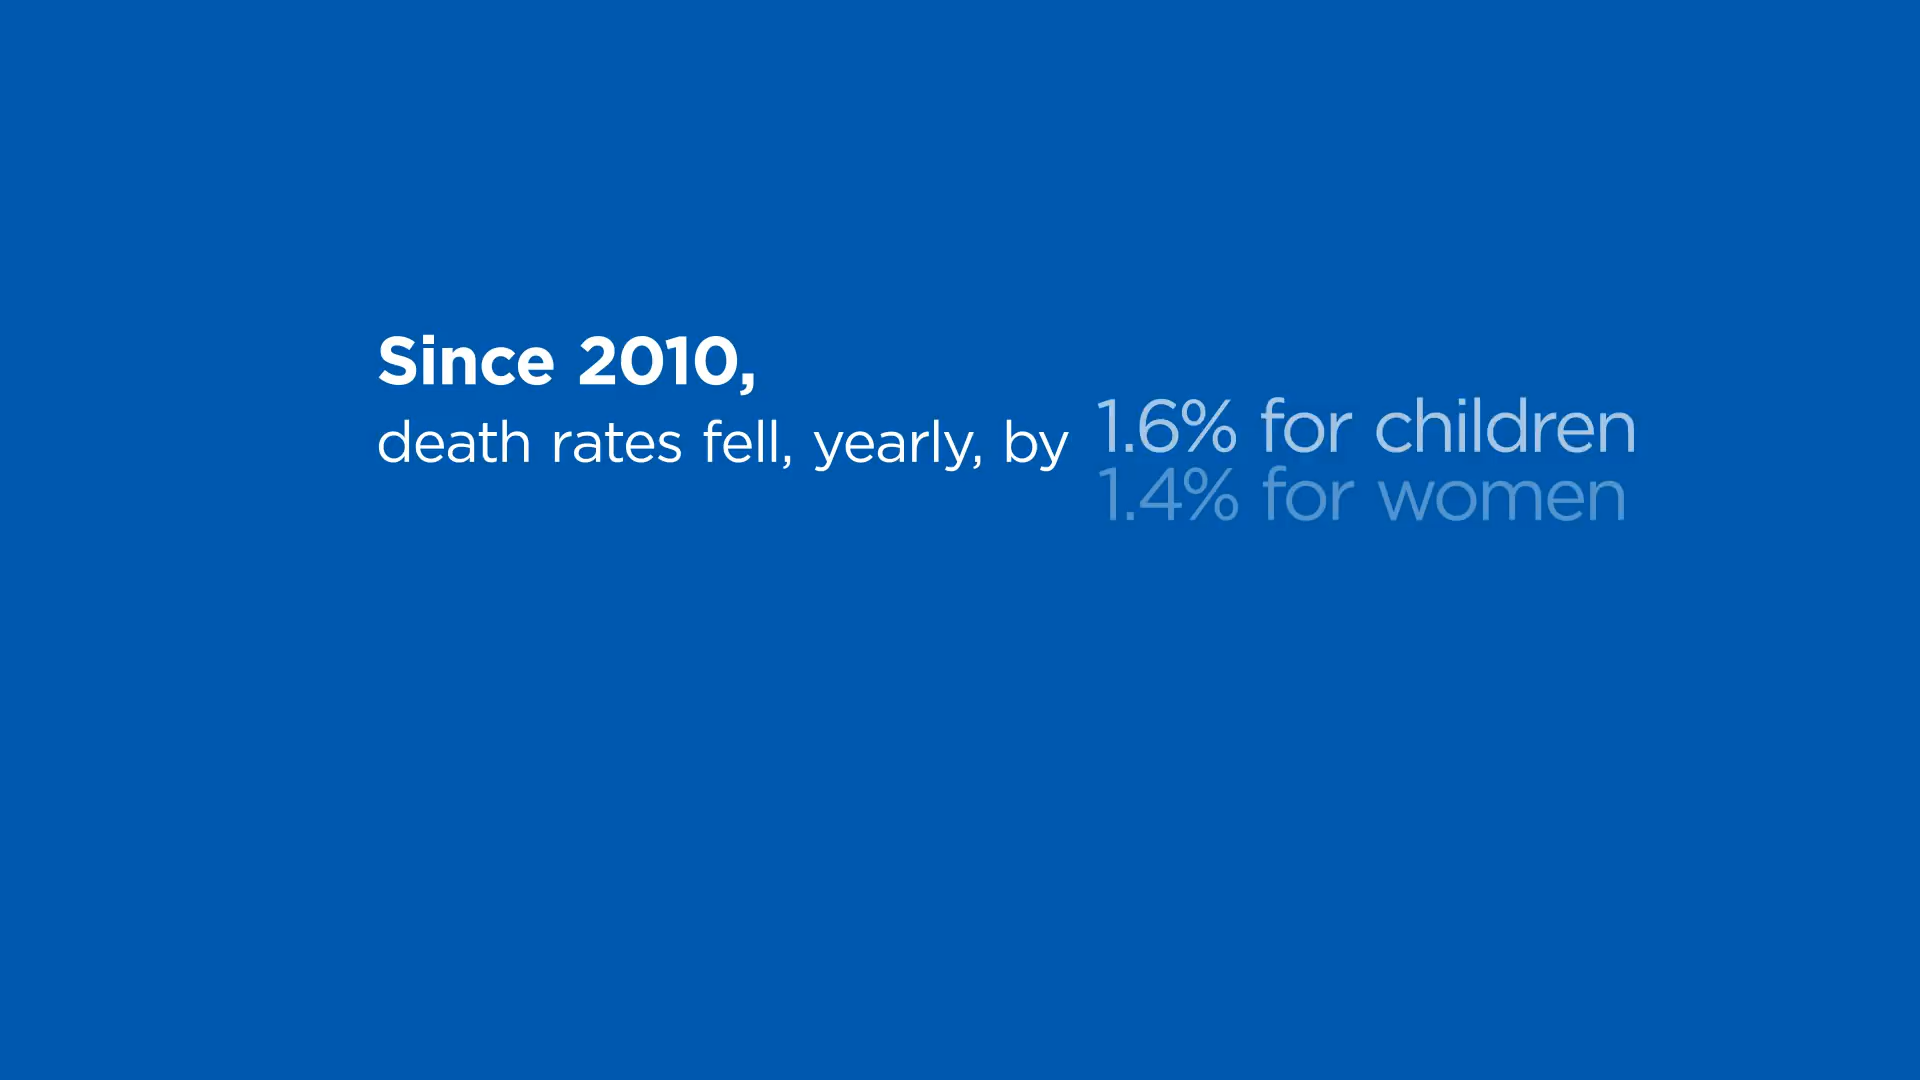 Since 2010,
death rates fell, yearly, by 1.6% for children
1.4% for women